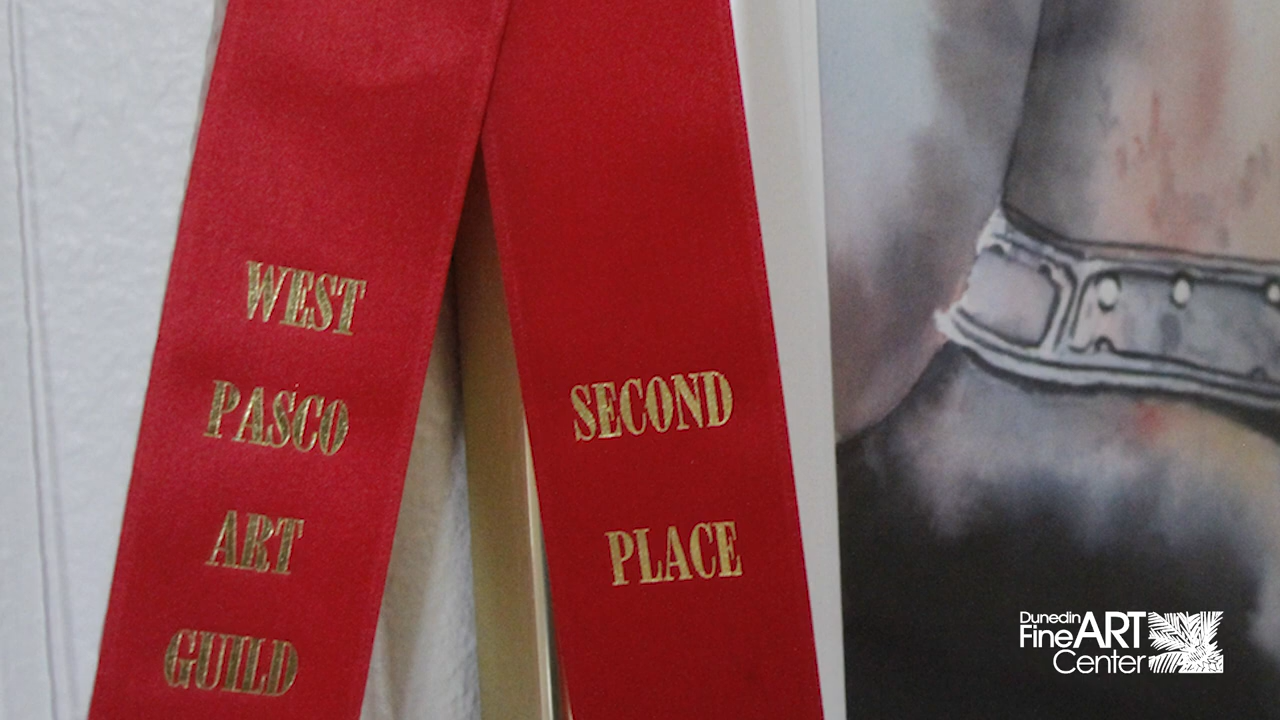 WEST
PASCO
ART
GUILD
SECOND
PLACE
Dunedin
FineART
Center